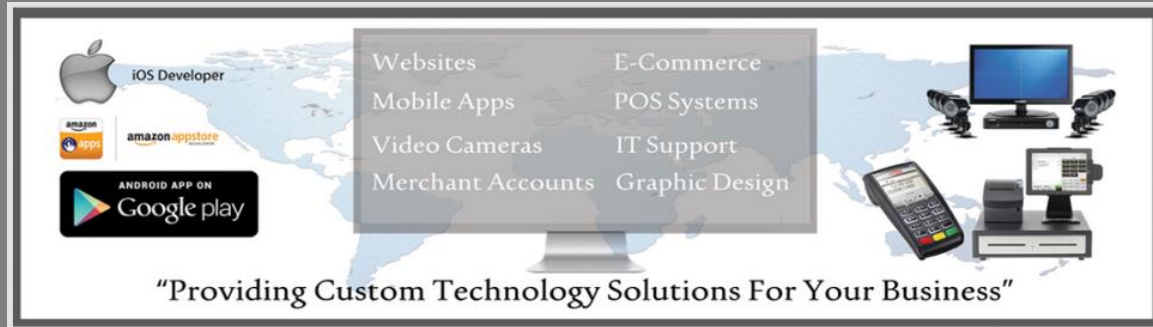 iOS Developer
amazon
apps
amazon appstore
DEVELOPER
ANDROID APP ON
Google play
Websites
E-Commerce
Mobile Apps
POS Systems
Video Cameras
IT Support
Merchant Accounts
Graphic Design
“Providing Custom Technology Solutions For Your Business”